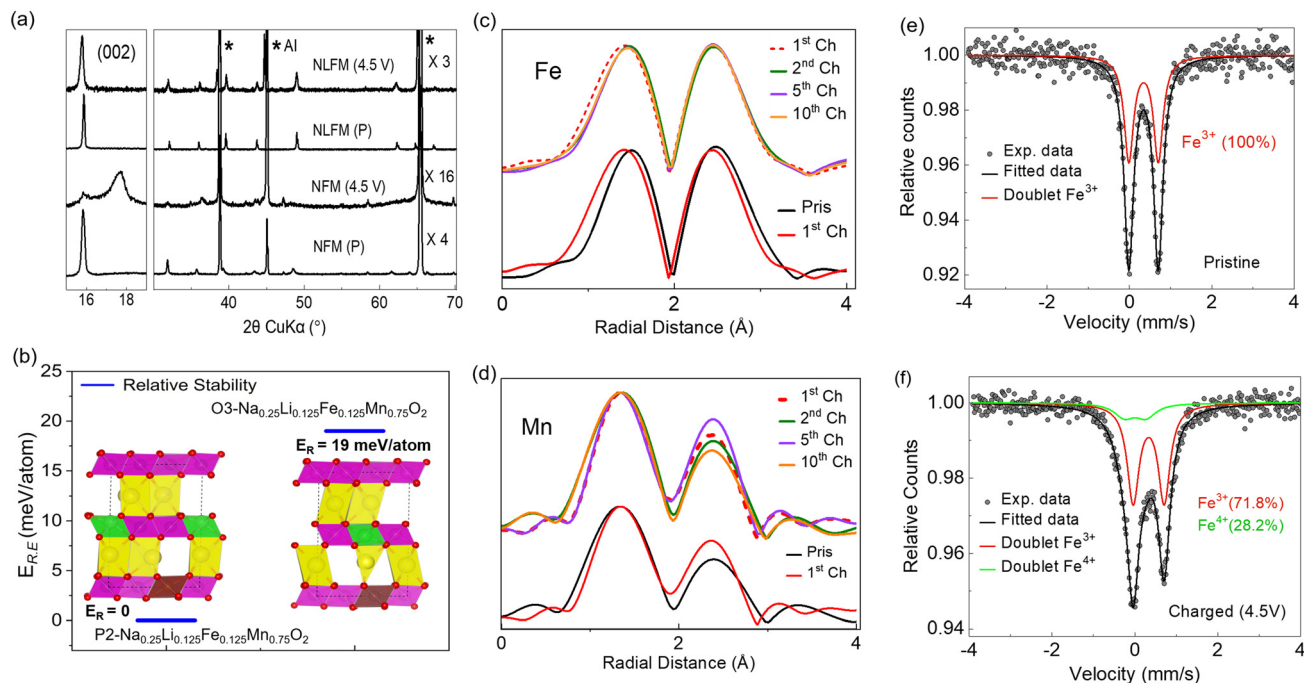 (a)
(002)
* * Al *
NLFM (4.5 V) X 3
NLFM (P)
NFM (4.5 V) X 16
NFM (P) X 4
16 18 40 50 60 70
2θ CuKα (°)
(b)
25
20
15
10
5
0
E_R.E (meV/atom)
Relative Stability
O3-Na₀.₂₅Li₀.₁₂₅Fe₀.₁₂₅Mn₀.₇₅O₂
E_R = 19 meV/atom
E_R = 0
P2-Na₀.₂₅Li₀.₁₂₅Fe₀.₁₂₅Mn₀.₇₅O₂
(c)
Fe
1st Ch
2nd Ch
5th Ch
10th Ch
Pris
1st Ch
0 1 2 3 4
Radial Distance (Å)
(d)
Mn
1st Ch
2nd Ch
5th Ch
10th Ch
Pris
1st Ch
0 2 4
Radial Distance (Å)
(e)
1.00
0.98
0.96
0.94
0.92
Relative counts
Fe³⁺ (100%)
Exp. data
Fitted data
Doublet Fe³⁺
Pristine
-4 -2 0 2 4
Velocity (mm/s)
(f)
1.00
0.98
0.96
0.94
Relative Counts
Fe³⁺(71.8%)
Fe⁴⁺(28.2%)
Exp. data
Fitted data
Doublet Fe³⁺
Doublet Fe⁴⁺
Charged (4.5V)
-4 -2 0 2 4
Velocity (mm/s)